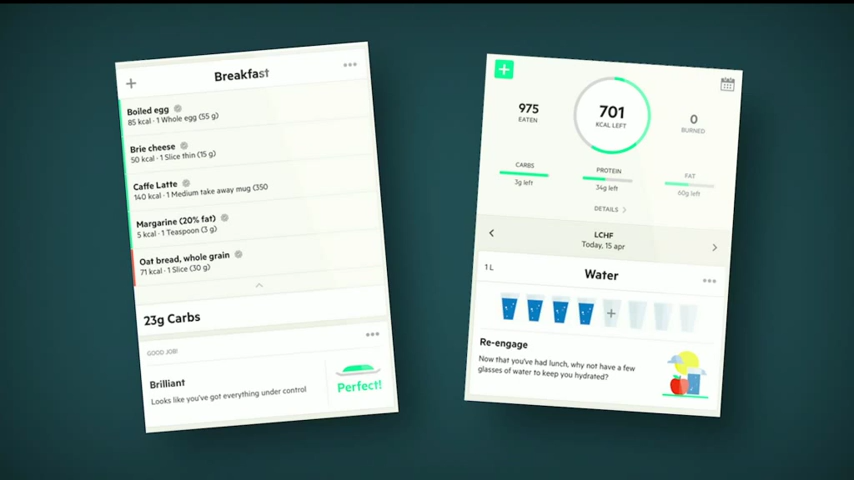 Breakfast
Boiled egg
85 kcal · 1 Whole egg (55 g)
Brie cheese
50 kcal · 1 Slice thin (15 g)
Caffe Latte
140 kcal · 1 Medium take away mug (350
Margarine (20% fat)
5 kcal · 1 Teaspoon (3 g)
Oat bread, whole grain
71 kcal · 1 Slice (30 g)
23g Carbs
GOOD JOB!
Brilliant
Looks like you've got everything under control
Perfect!
975
EATEN
701
KCAL LEFT
0
BURNED
CARBS
3g left
PROTEIN
34g left
FAT
60g left
DETAILS
LCHF
Today, 15 apr
1 L
Water
Re-engage
Now that you've had lunch, why not have a few
glasses of water to keep you hydrated?